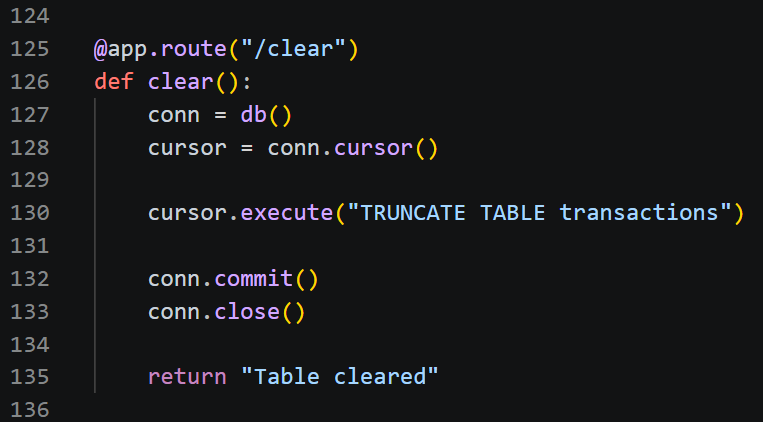 124
125 @app.route("/clear")
126 def clear():
127     conn = db()
128     cursor = conn.cursor()
129
130     cursor.execute("TRUNCATE TABLE transactions")
131
132     conn.commit()
133     conn.close()
134
135     return "Table cleared"
136